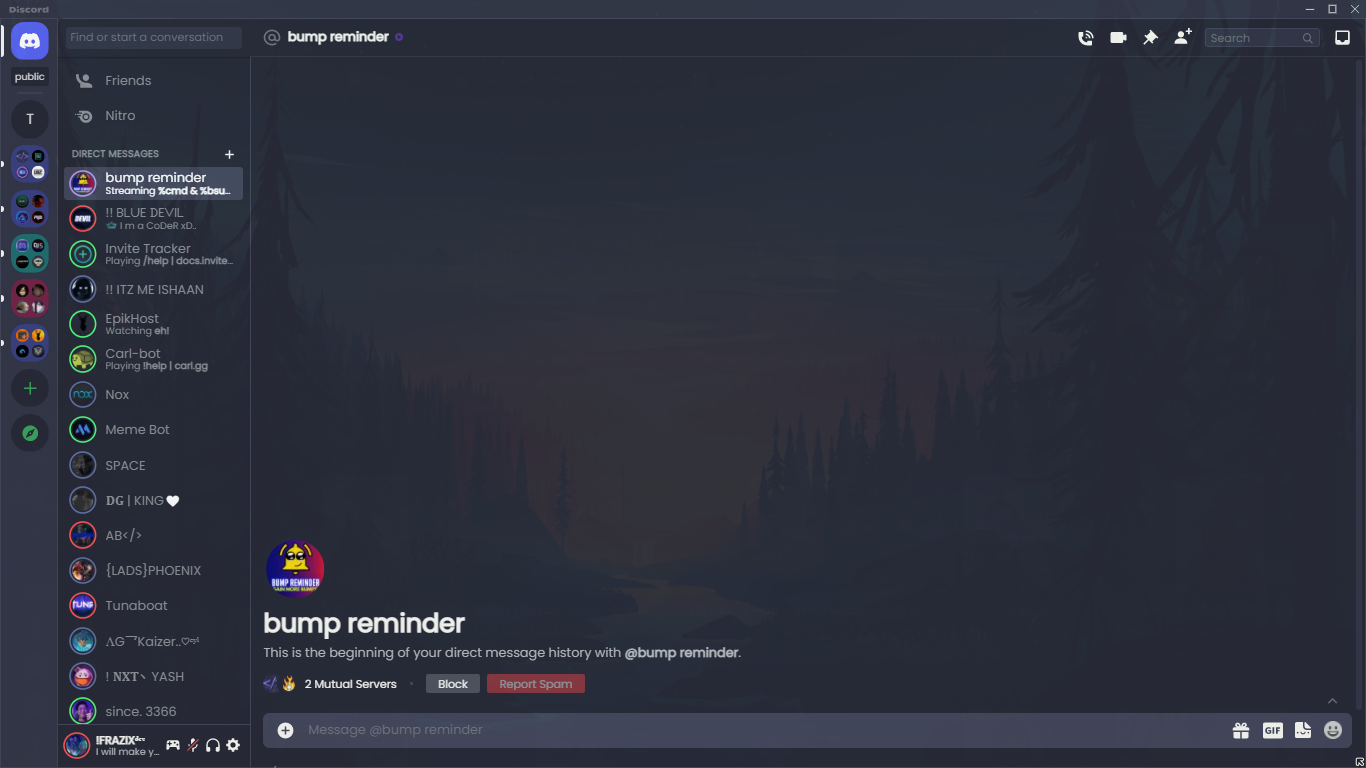 Discord
Find or start a conversation
bump reminder
Search
public
Friends
Nitro
T
DIRECT MESSAGES
bump reminder
Streaming %cmd & %bsu...
!! BLUE DEVIL
I m a CoDeR xD..
Invite Tracker
Playing /help | docs.invite...
!! ITZ ME ISHAAN
EpikHost
Watching eh!
Carl-bot
Playing !help | carl.gg
nox
Nox
Meme Bot
SPACE
𝐃𝐆 | KING 🤍
AB</>
{LADS}PHOENIX
Tunaboat
! 𝐍𝐗𝐓丶 YASH
since. 3366
IFRAZIX
I will make y...
BUMP REMINDER
bump reminder
This is the beginning of your direct message history with @bump reminder.
2 Mutual Servers
Block
Report Spam
Message @bump reminder
GIF